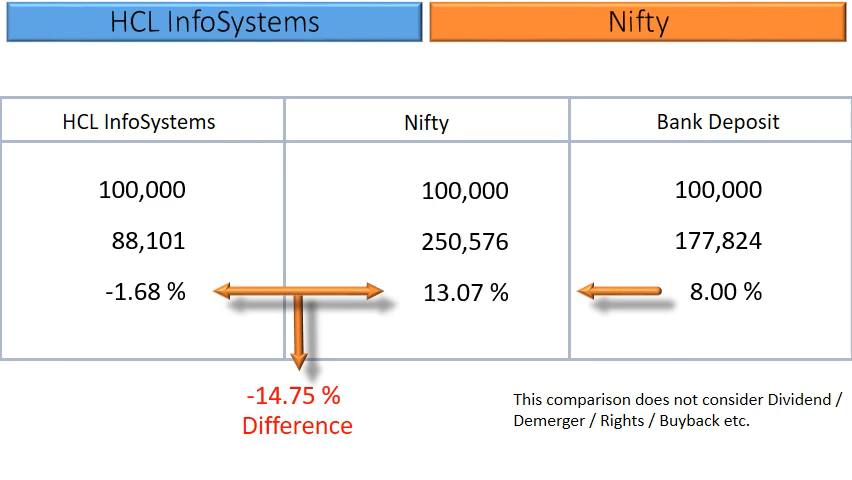 HCL InfoSystems Nifty
HCL InfoSystems Nifty Bank Deposit
100,000 100,000 100,000
88,101 250,576 177,824
-1.68 % 13.07 % 8.00 %
-14.75 %
Difference
This comparison does not consider Dividend /
Demerger / Rights / Buyback etc.